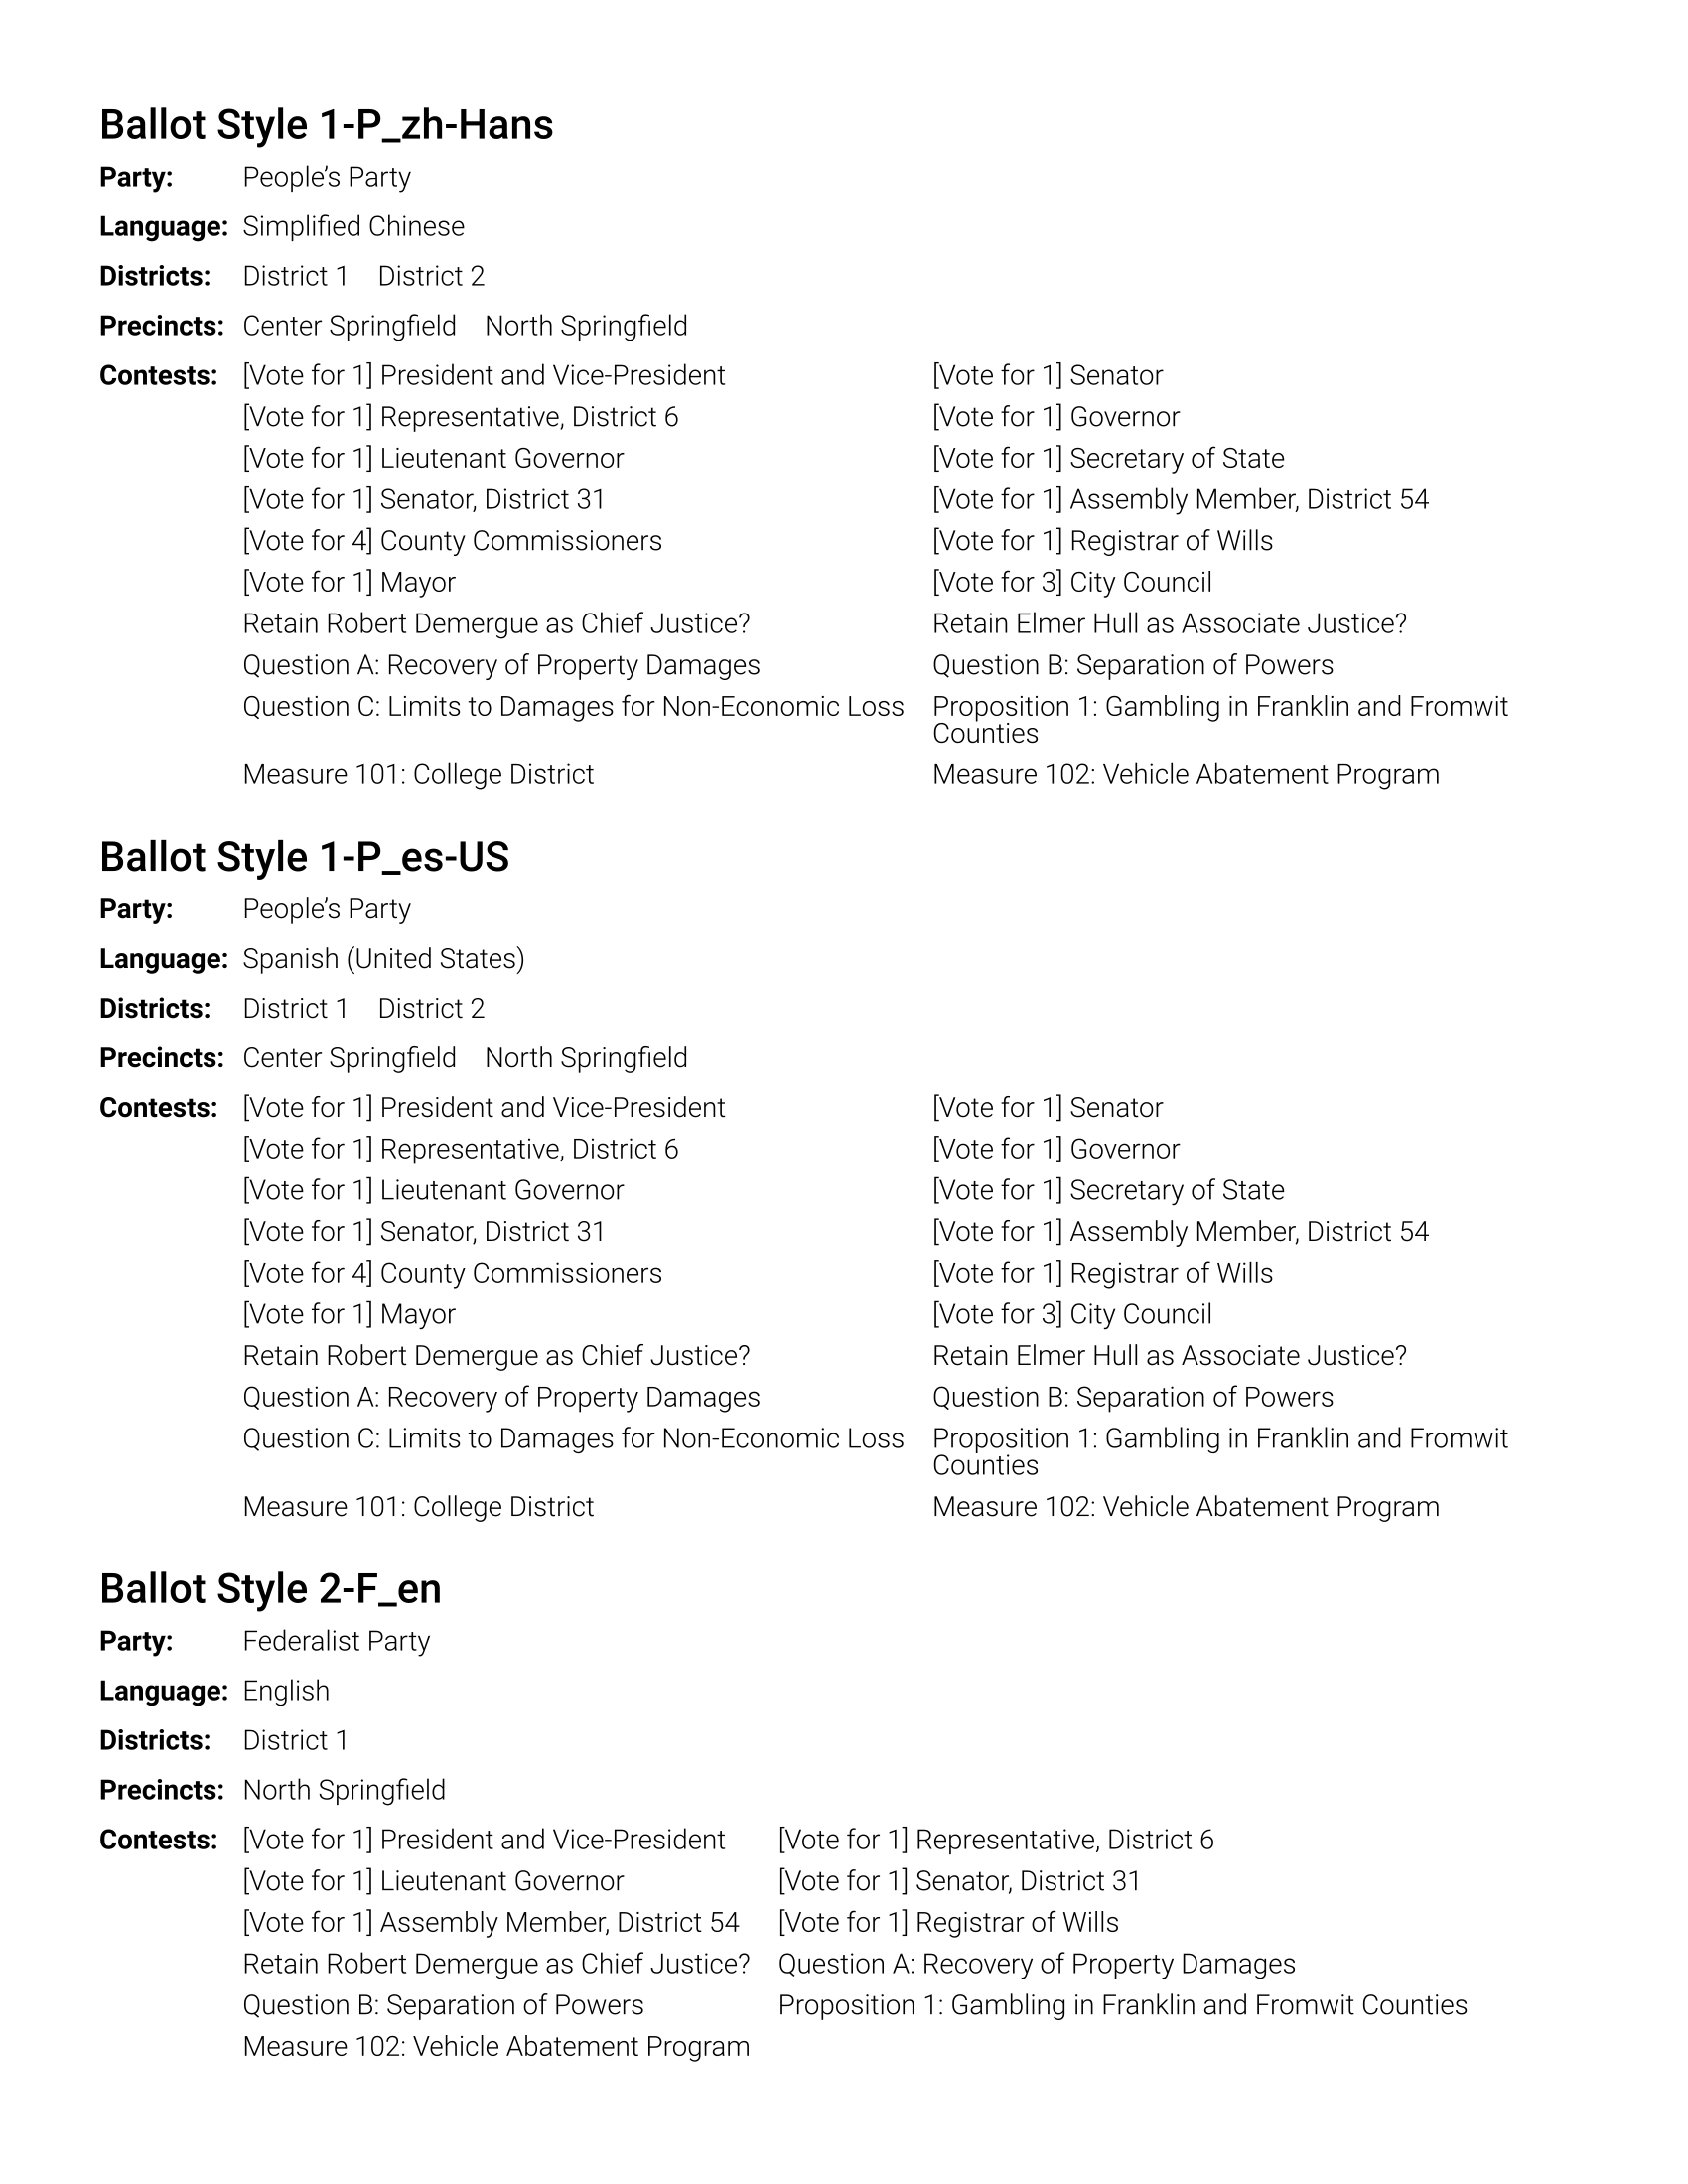 Ballot Style 1-P_zh-Hans
Party: People’s Party
Language: Simplified Chinese
Districts: District 1 District 2
Precincts: Center Springfield North Springfield
Contests: [Vote for 1] President and Vice-President [Vote for 1] Senator
[Vote for 1] Representative, District 6 [Vote for 1] Governor
[Vote for 1] Lieutenant Governor [Vote for 1] Secretary of State
[Vote for 1] Senator, District 31 [Vote for 1] Assembly Member, District 54
[Vote for 4] County Commissioners [Vote for 1] Registrar of Wills
[Vote for 1] Mayor [Vote for 3] City Council
Retain Robert Demergue as Chief Justice? Retain Elmer Hull as Associate Justice?
Question A: Recovery of Property Damages Question B: Separation of Powers
Question C: Limits to Damages for Non-Economic Loss Proposition 1: Gambling in Franklin and Fromwit
Counties
Measure 101: College District Measure 102: Vehicle Abatement Program
Ballot Style 1-P_es-US
Party: People’s Party
Language: Spanish (United States)
Districts: District 1 District 2
Precincts: Center Springfield North Springfield
Contests: [Vote for 1] President and Vice-President [Vote for 1] Senator
[Vote for 1] Representative, District 6 [Vote for 1] Governor
[Vote for 1] Lieutenant Governor [Vote for 1] Secretary of State
[Vote for 1] Senator, District 31 [Vote for 1] Assembly Member, District 54
[Vote for 4] County Commissioners [Vote for 1] Registrar of Wills
[Vote for 1] Mayor [Vote for 3] City Council
Retain Robert Demergue as Chief Justice? Retain Elmer Hull as Associate Justice?
Question A: Recovery of Property Damages Question B: Separation of Powers
Question C: Limits to Damages for Non-Economic Loss Proposition 1: Gambling in Franklin and Fromwit
Counties
Measure 101: College District Measure 102: Vehicle Abatement Program
Ballot Style 2-F_en
Party: Federalist Party
Language: English
Districts: District 1
Precincts: North Springfield
Contests: [Vote for 1] President and Vice-President [Vote for 1] Representative, District 6
[Vote for 1] Lieutenant Governor [Vote for 1] Senator, District 31
[Vote for 1] Assembly Member, District 54 [Vote for 1] Registrar of Wills
Retain Robert Demergue as Chief Justice? Question A: Recovery of Property Damages
Question B: Separation of Powers Proposition 1: Gambling in Franklin and Fromwit Counties
Measure 102: Vehicle Abatement Program